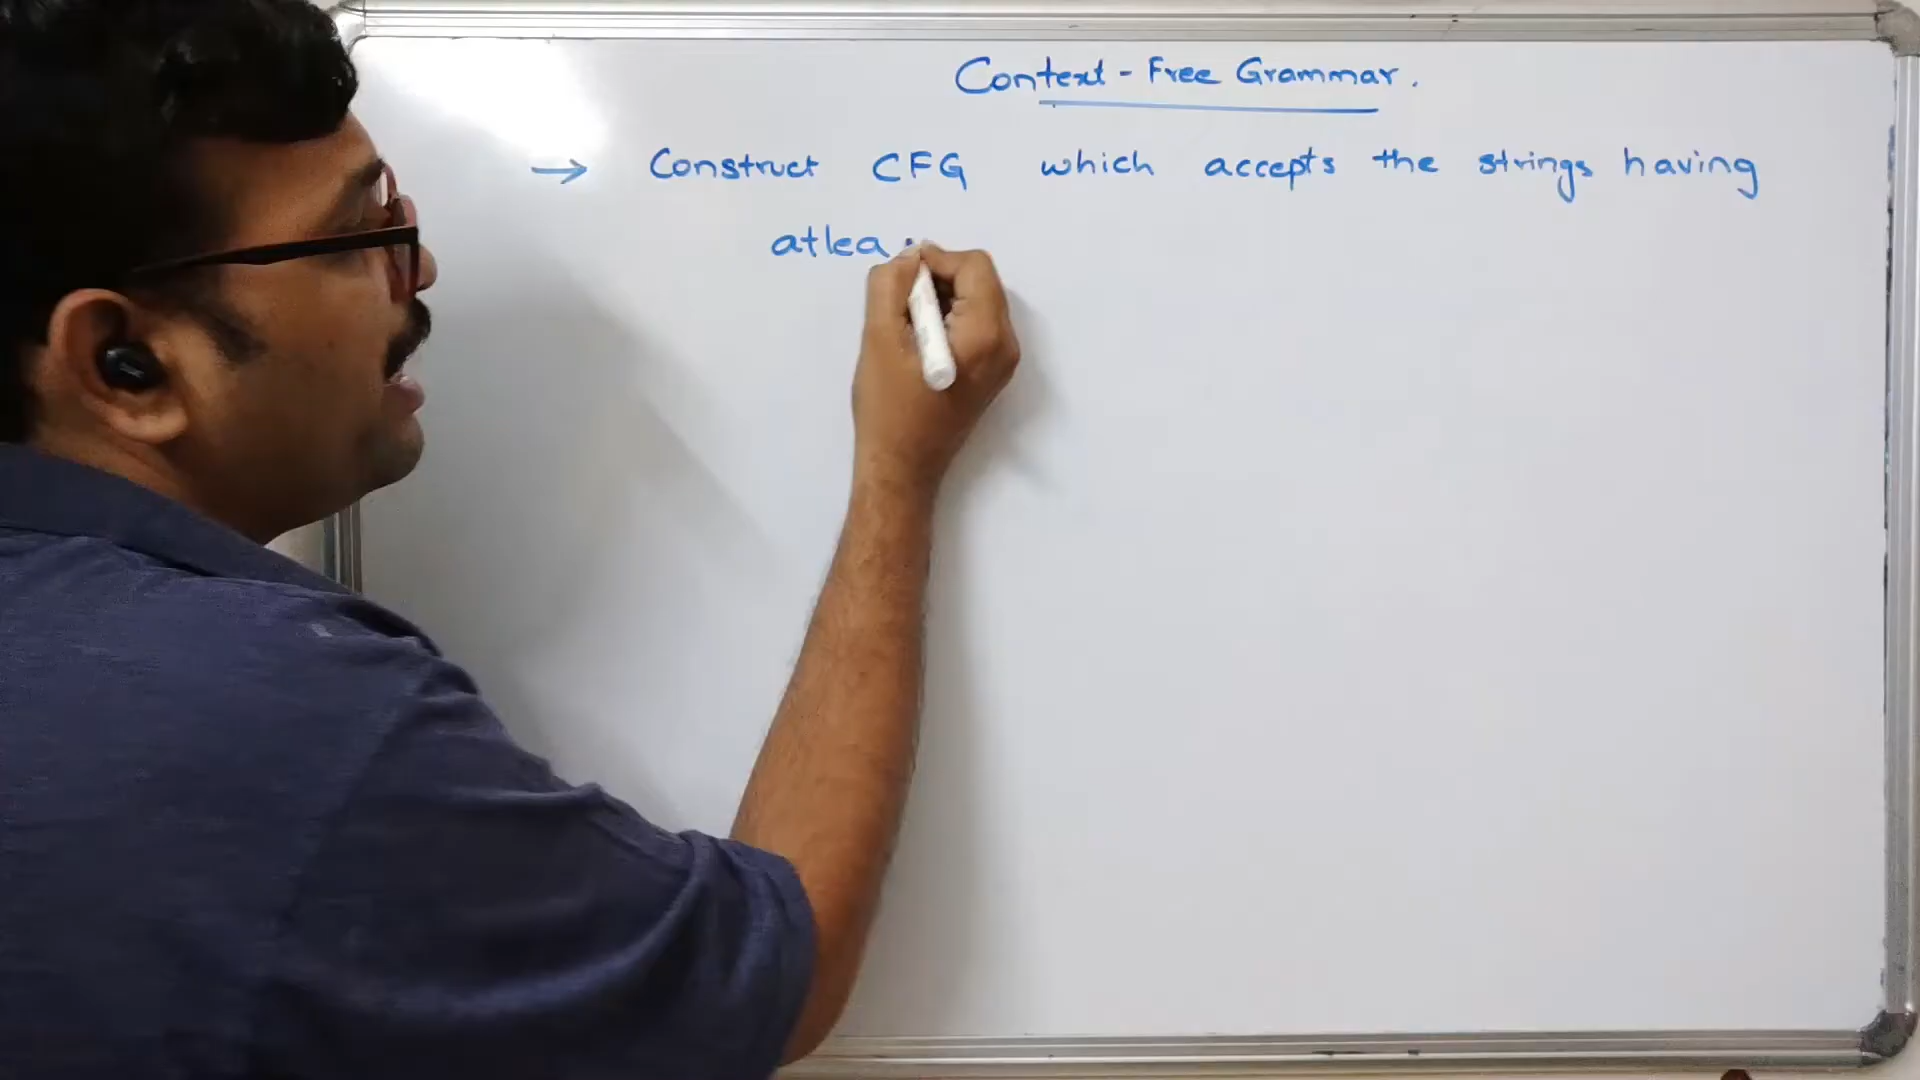 Context - Free Grammar.
→ Construct CFG which accepts the strings having
atlea